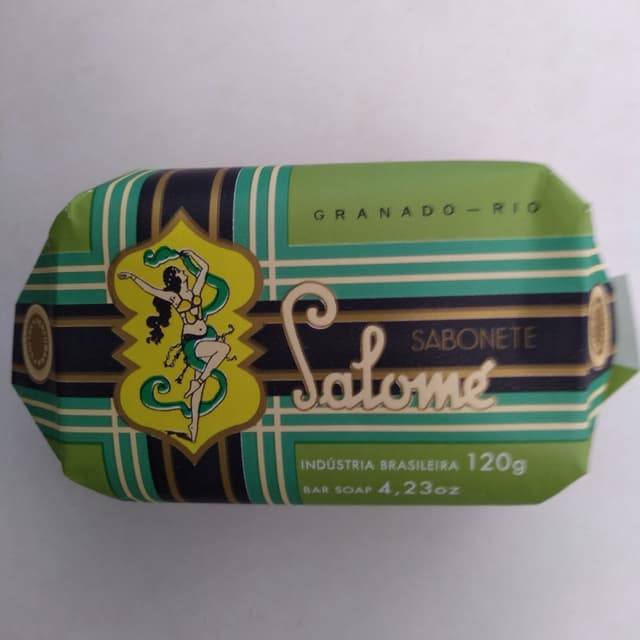 GRANADO — RIO
SABONETE
Salomé
INDÚSTRIA BRASILEIRA 120g
BAR SOAP 4,23oz